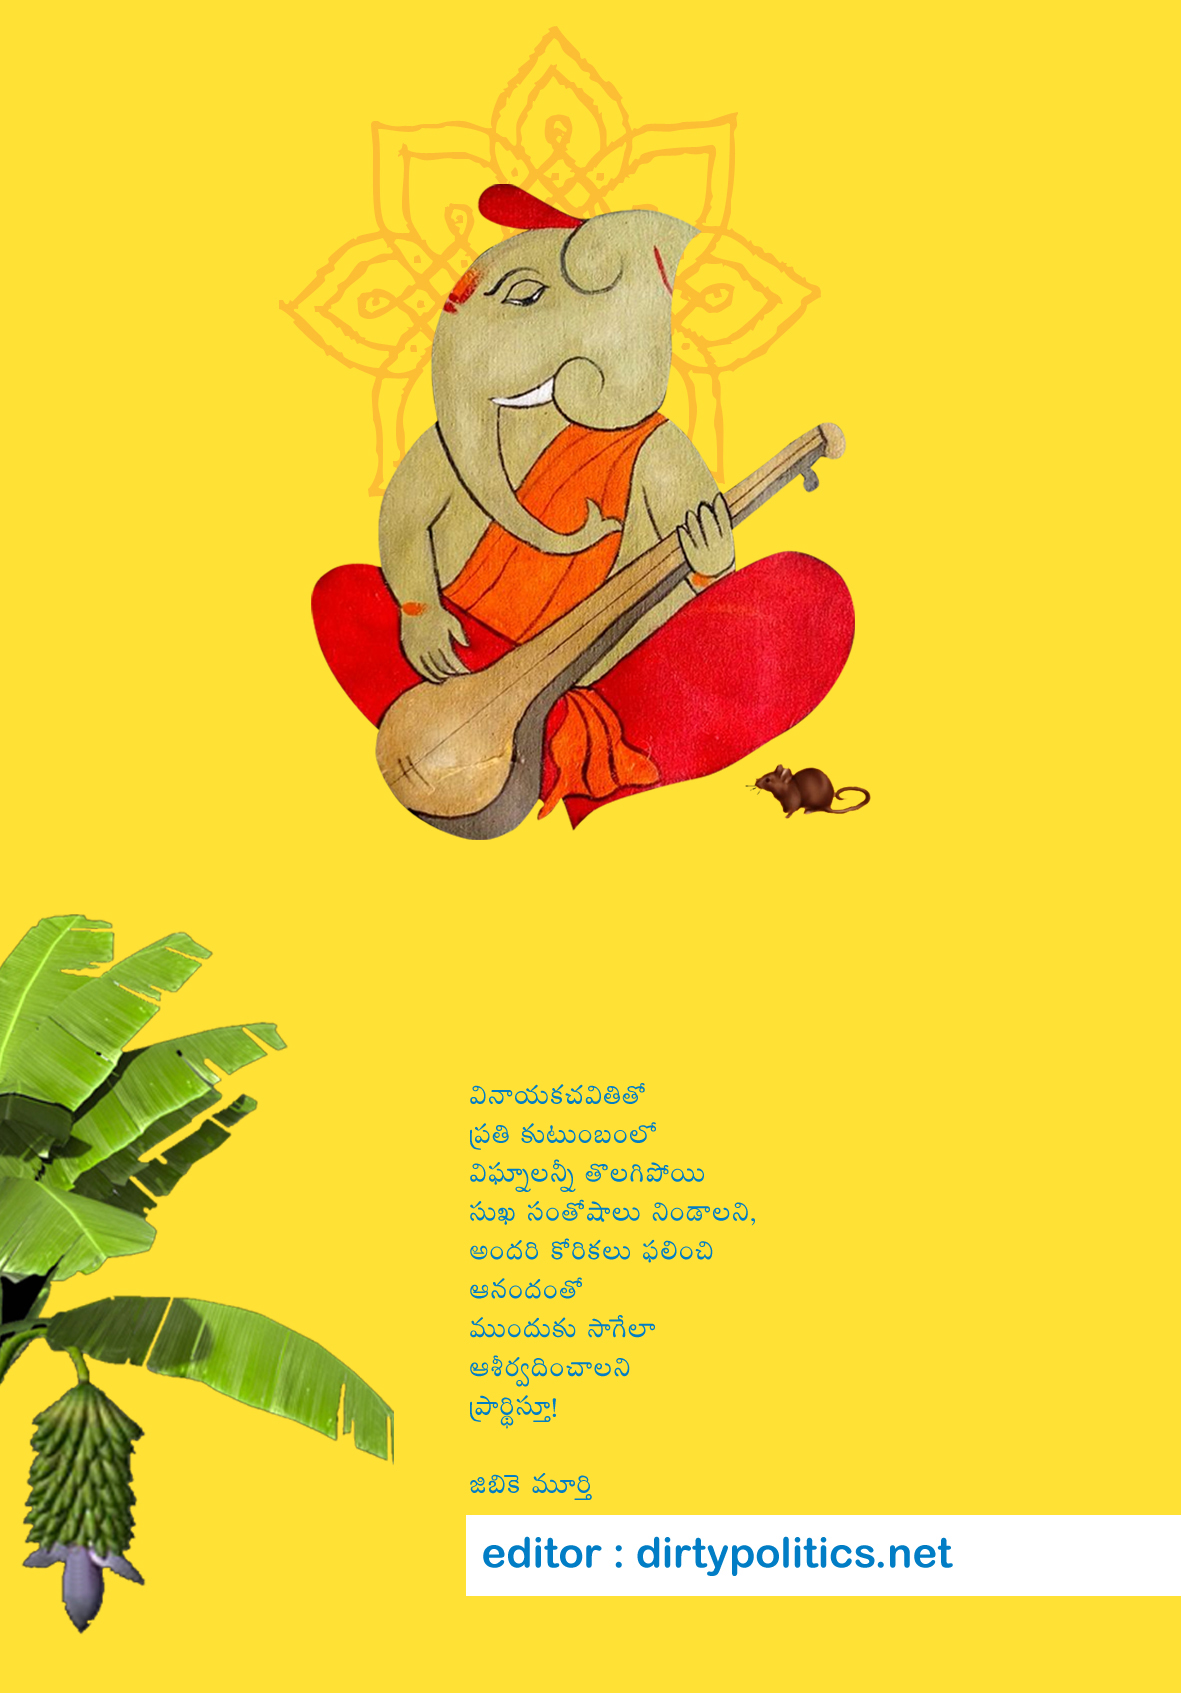 వినాయకచవితితో
ప్రతి కుటుంబంలో
విఘ్నాలన్నీ తొలగిపోయి
సుఖ సంతోషాలు నిండాలని,
అందరి కోరికలు ఫలించి
ఆనందంతో
ముందుకు సాగేలా
ఆశీర్వదించాలని
ప్రార్థిస్తూ!
జిబికె మూర్తి
editor : dirtypolitics.net